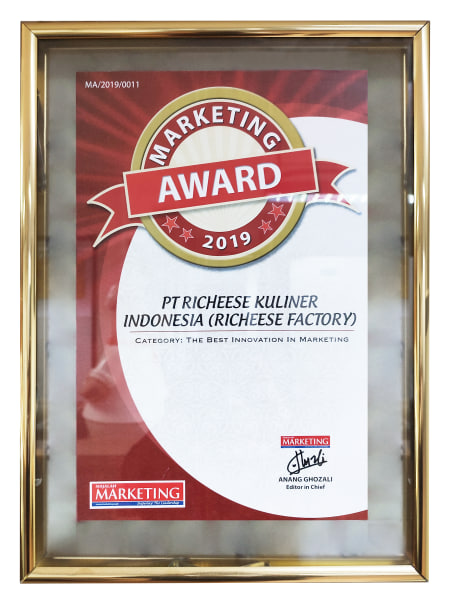 MA/2019/0011
MARKETING
AWARD
2019
PT RICHEESE KULINER
INDONESIA (RICHEESE FACTORY)
CATEGORY: THE BEST INNOVATION IN MARKETING
MARKETING
ANANG GHOZALI
Editor in Chief
MAJALAH
MARKETING